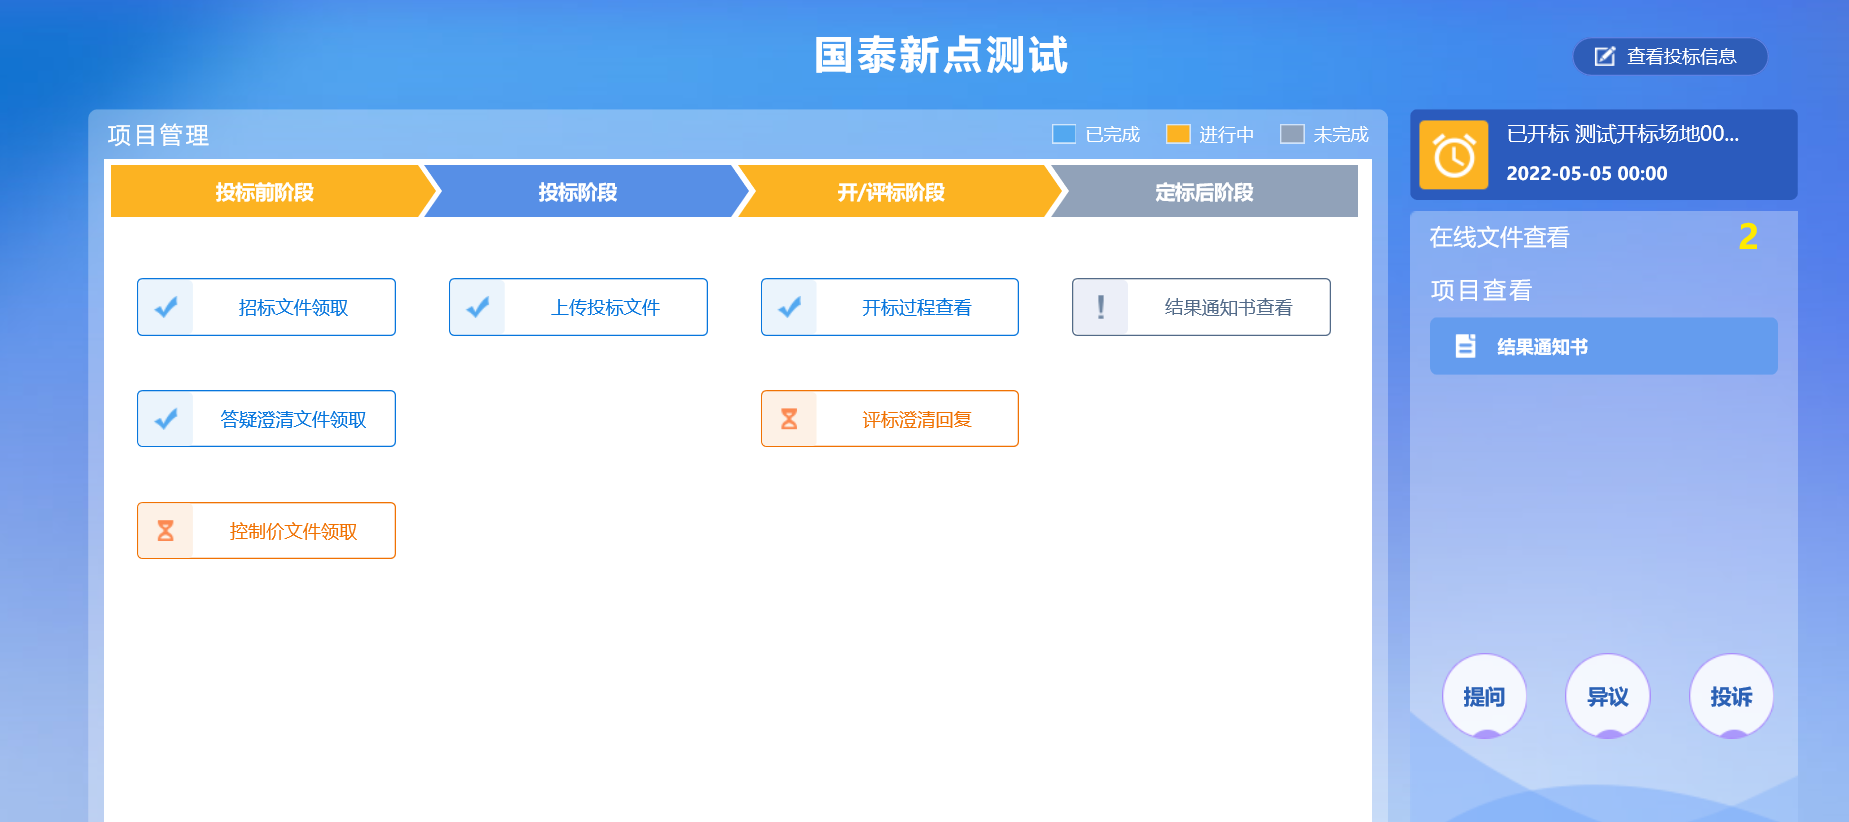 国泰新点测试
查看投标信息
项目管理
已完成 进行中 未完成
投标前阶段 投标阶段 开/评标阶段 定标后阶段
招标文件领取 上传投标文件 开标过程查看 结果通知书查看
答疑澄清文件领取 评标澄清回复
控制价文件领取
已开标 测试开标场地00...
2022-05-05 00:00
在线文件查看 2
项目查看
结果通知书
提问 异议 投诉